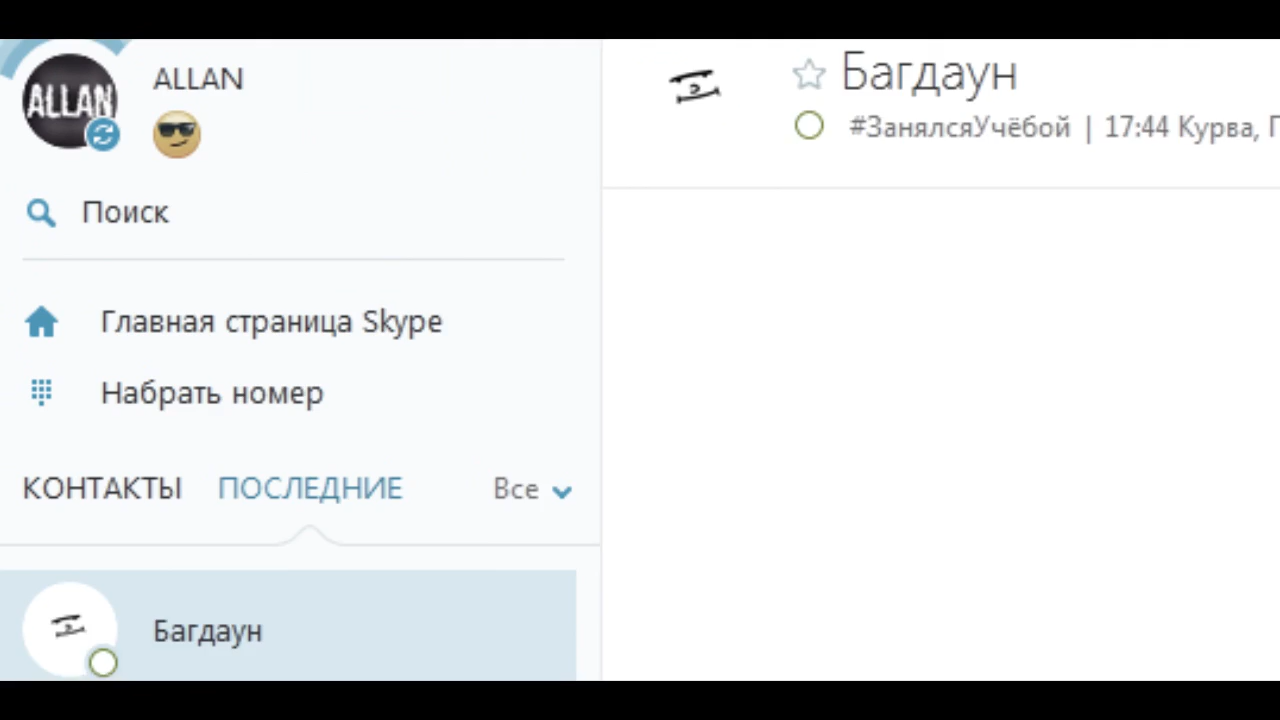 ALLAN
ALLAN
Поиск
Главная страница Skype
Набрать номер
КОНТАКТЫ ПОСЛЕДНИЕ Все
Багдаун
Багдаун
#ЗанялсяУчёбой | 17:44 Курва, Г